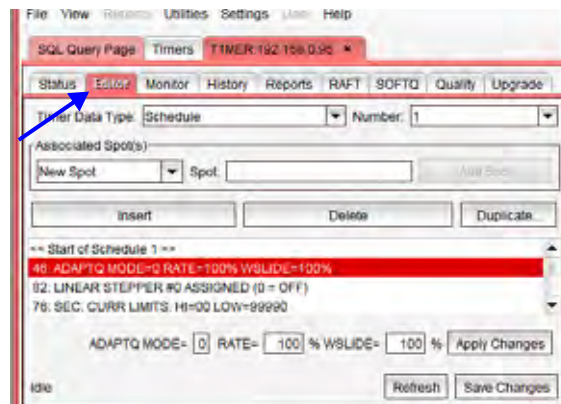 File View Reports Utilities Settings User Help
SQL Query Page Timers TIMER:192.168.0.95 ×
Status Editor Monitor History Reports RAFT SOFTQ Quality Upgrade
Timer Data Type: Schedule Number: 1
Associated Spot(s)
New Spot Spot:
Insert Delete Duplicate...
== Start of Schedule 1 ==
46: ADAPTQ MODE=0 RATE=100% WSLIDE=100%
82: LINEAR STEPPER #0 ASSIGNED (0 = OFF)
76: SEC. CURR LIMITS: HI=00 LOW=99990
ADAPTQ MODE= 0 RATE= 100 % WSLIDE= 100 % Apply Changes
Idle Refresh Save Changes